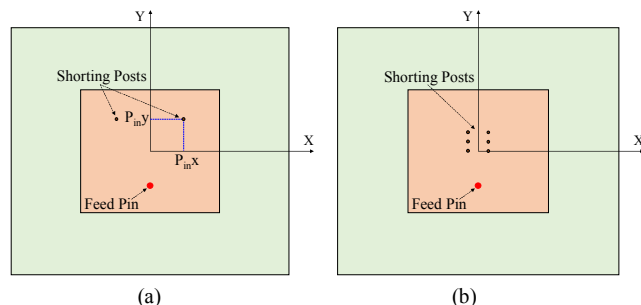 Y
Shorting Posts
P_in y
X
P_in x
Feed Pin
(a)
Y
Shorting Posts
X
Feed Pin
(b)